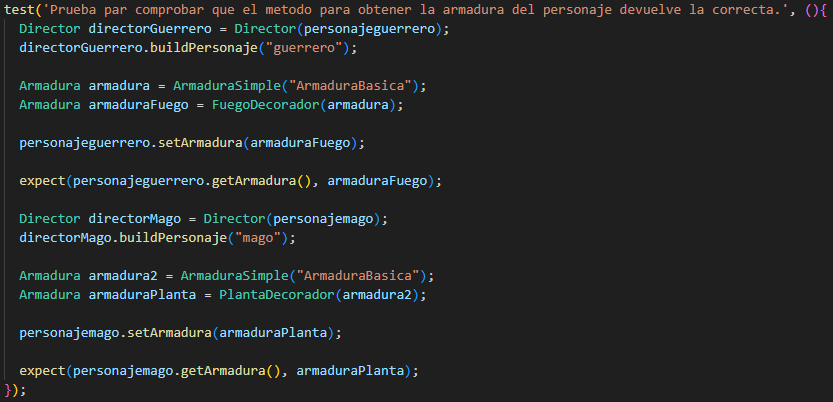 test('Prueba par comprobar que el metodo para obtener la armadura del personaje devuelve la correcta.', (){
Director directorGuerrero = Director(personajeguerrero);
directorGuerrero.buildPersonaje("guerrero");
Armadura armadura = ArmaduraSimple("ArmaduraBasica");
Armadura armaduraFuego = FuegoDecorador(armadura);
personajeguerrero.setArmadura(armaduraFuego);
expect(personajeguerrero.getArmadura(), armaduraFuego);
Director directorMago = Director(personajemago);
directorMago.buildPersonaje("mago");
Armadura armadura2 = ArmaduraSimple("ArmaduraBasica");
Armadura armaduraPlanta = PlantaDecorador(armadura2);
personajemago.setArmadura(armaduraPlanta);
expect(personajemago.getArmadura(), armaduraPlanta);
});